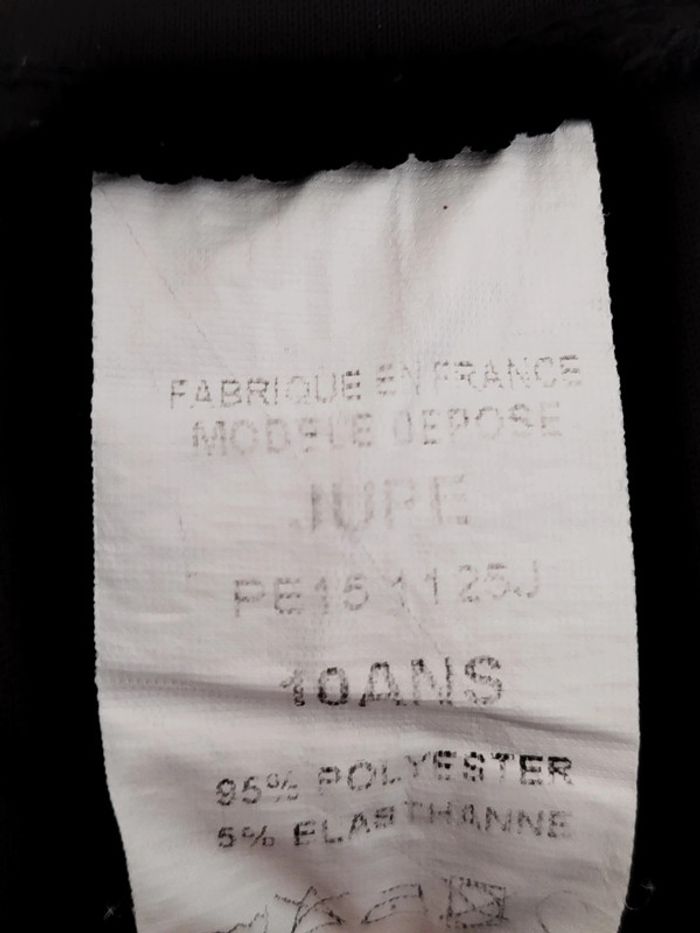 FABRIQUE EN FRANCE
MODELE DEPOSE
JUPE
PE15 1125J
10ANS
95% POLYESTER
5% ELASTHANNE